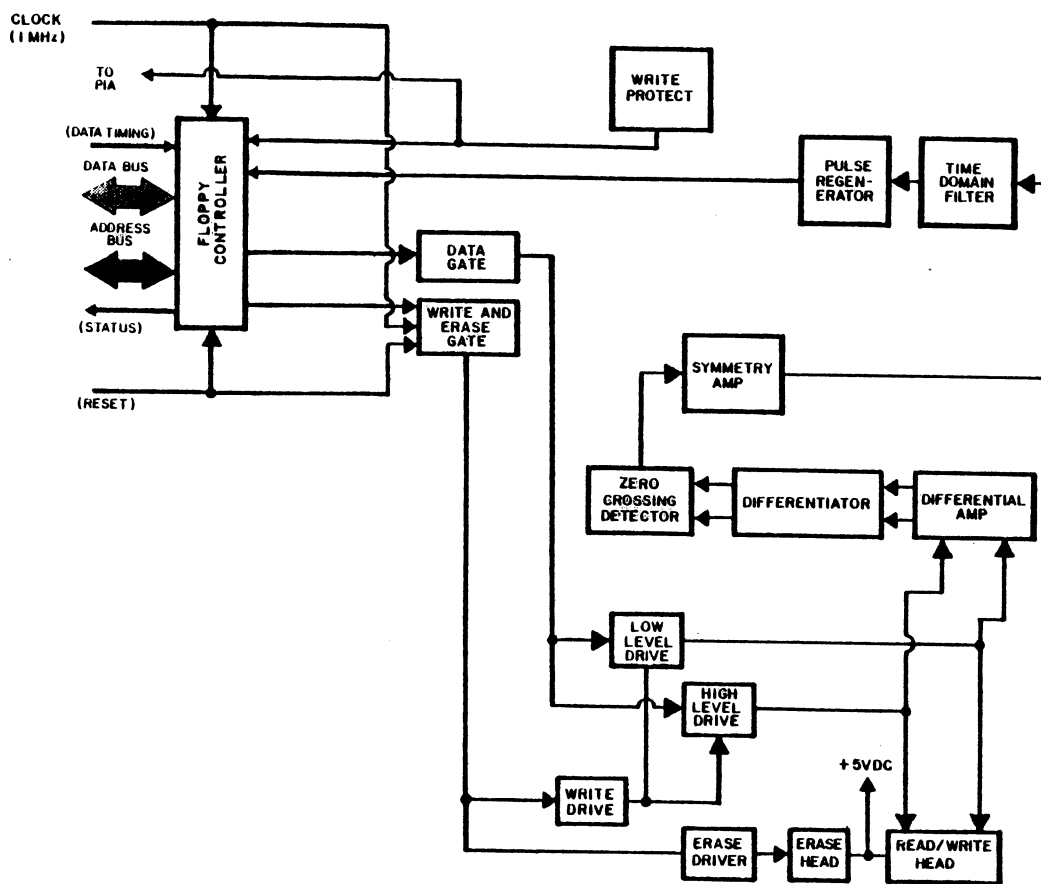 CLOCK
(1 MHz)
TO
PIA
WRITE
PROTECT
(DATA TIMING)
DATA BUS
ADDRESS
BUS
(STATUS)
(RESET)
FLOPPY
CONTROLLER
PULSE
REGEN-
ERATOR
TIME
DOMAIN
FILTER
DATA
GATE
WRITE AND
ERASE
GATE
SYMMETRY
AMP
ZERO
CROSSING
DETECTOR
DIFFERENTIATOR
DIFFERENTIAL
AMP
LOW
LEVEL
DRIVE
HIGH
LEVEL
DRIVE
+5VDC
WRITE
DRIVE
ERASE
DRIVER
ERASE
HEAD
READ/WRITE
HEAD